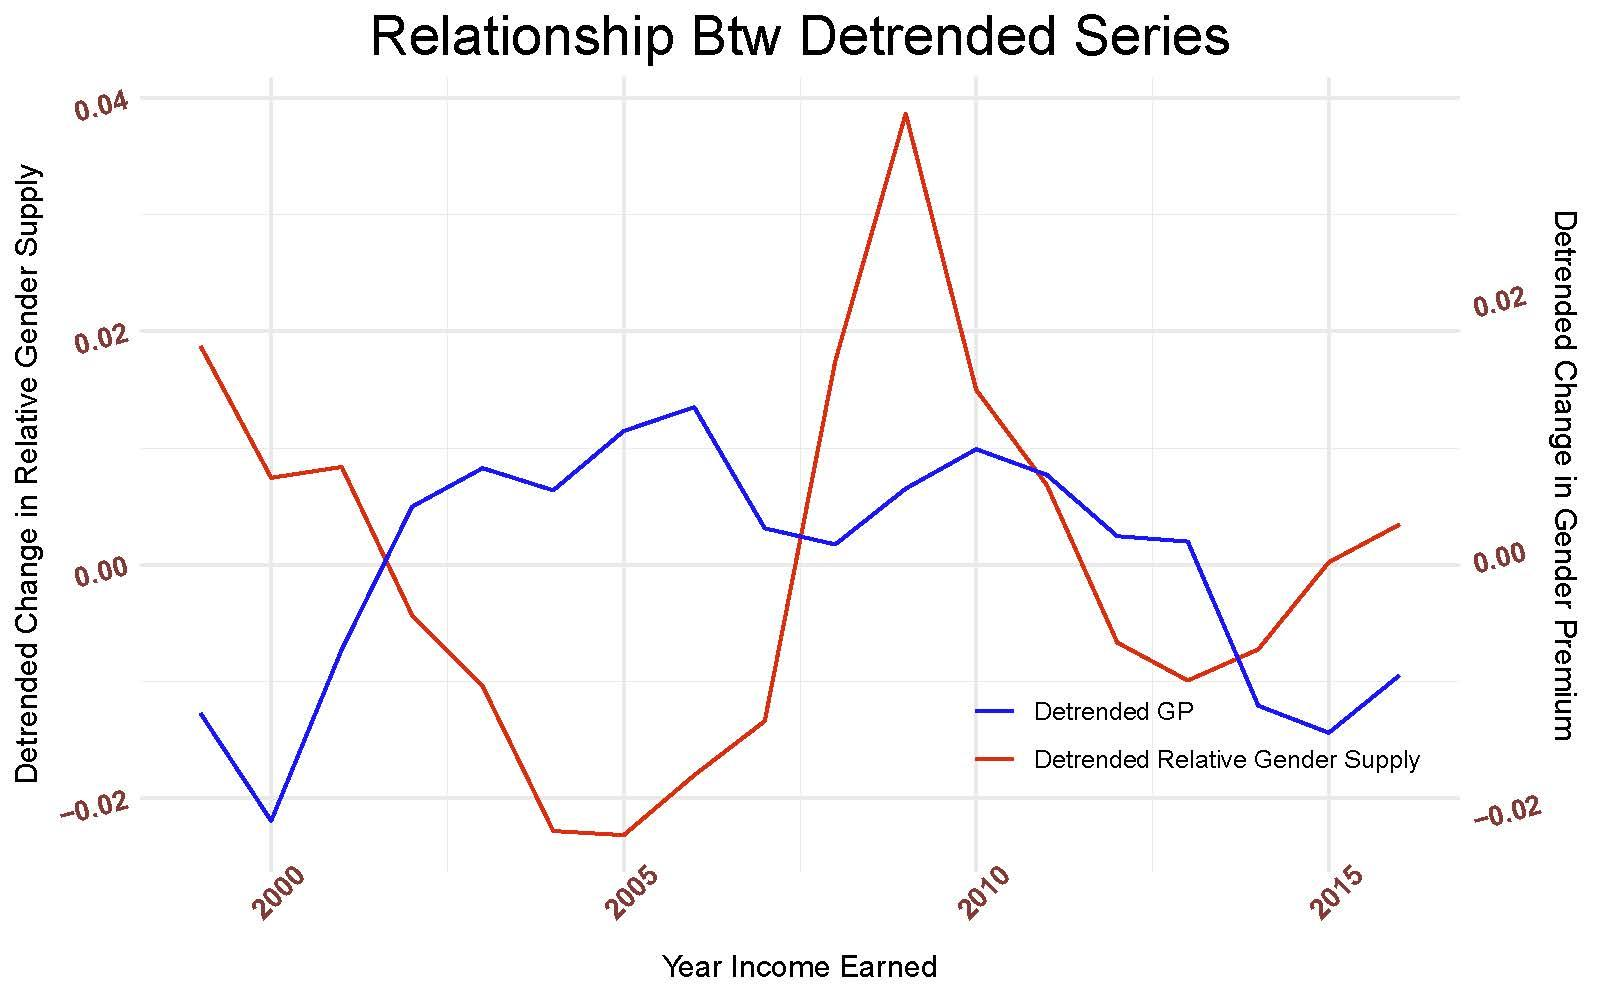 Relationship Btw Detrended Series
Detrended Change in Relative Gender Supply
0.04
0.02
0.00
−0.02
0.02
0.00
−0.02
Detrended Change in Gender Premium
Detrended GP
Detrended Relative Gender Supply
2000
2005
2010
2015
Year Income Earned